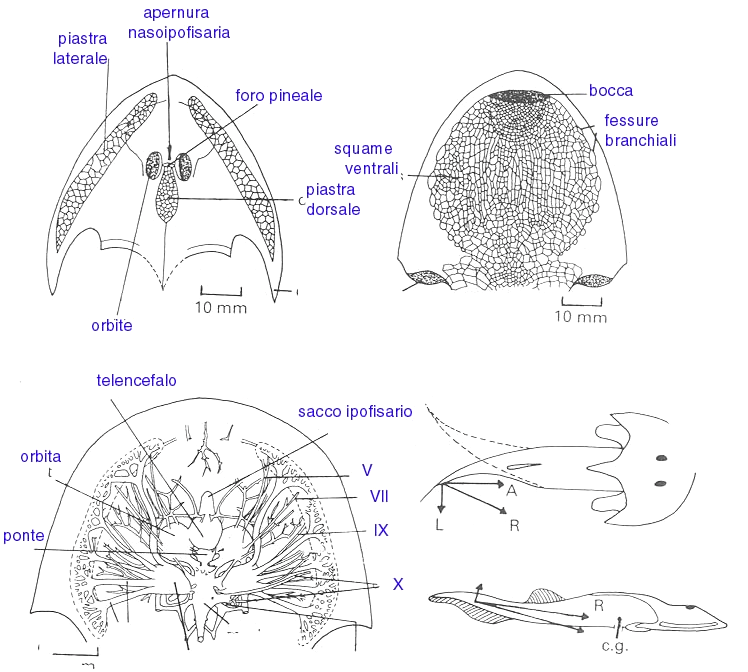 apernura
nasoipofisaria
piastra
laterale
foro pineale
piastra
dorsale
orbite
10 mm
bocca
fessure
branchiali
squame
ventrali
10 mm
telencefalo
sacco ipofisario
orbita
V
VII
IX
ponte
X
m
A
L
R
R
c.g.